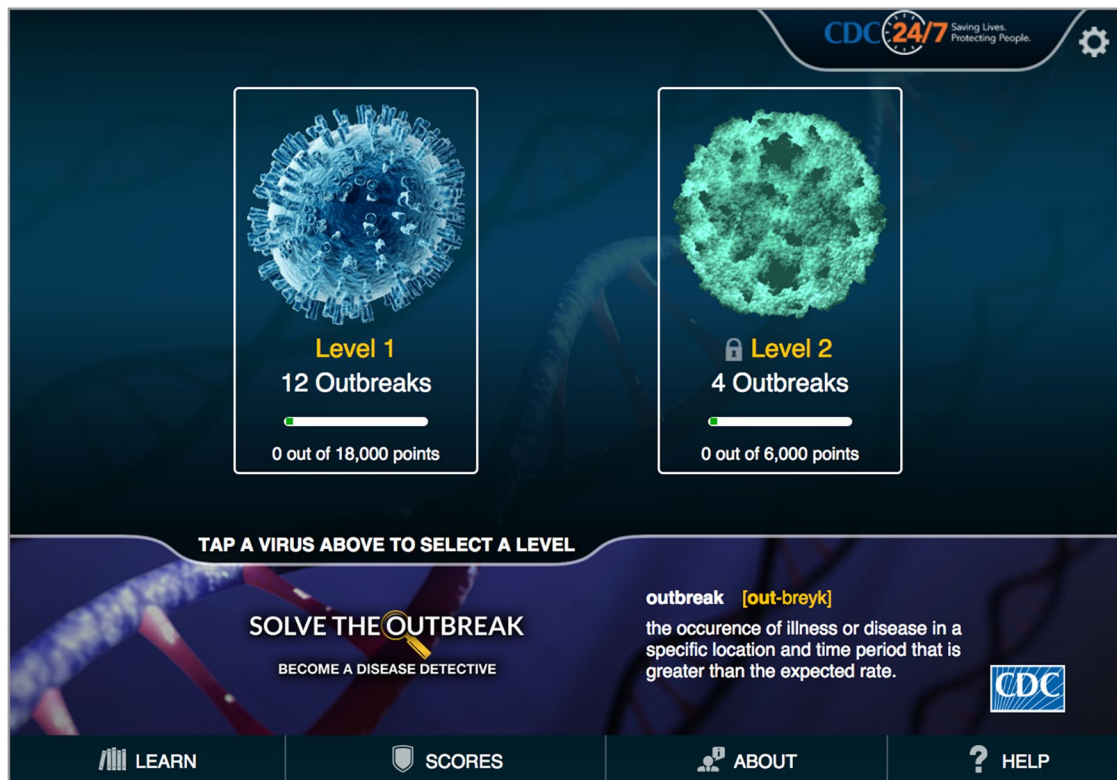 CDC 24/7 Saving Lives.
Protecting People.
Level 1
12 Outbreaks
0 out of 18,000 points
Level 2
4 Outbreaks
0 out of 6,000 points
TAP A VIRUS ABOVE TO SELECT A LEVEL
SOLVE THE OUTBREAK
BECOME A DISEASE DETECTIVE
outbreak [out-breyk]
the occurence of illness or disease in a
specific location and time period that is
greater than the expected rate.
CDC
LEARN
SCORES
ABOUT
? HELP